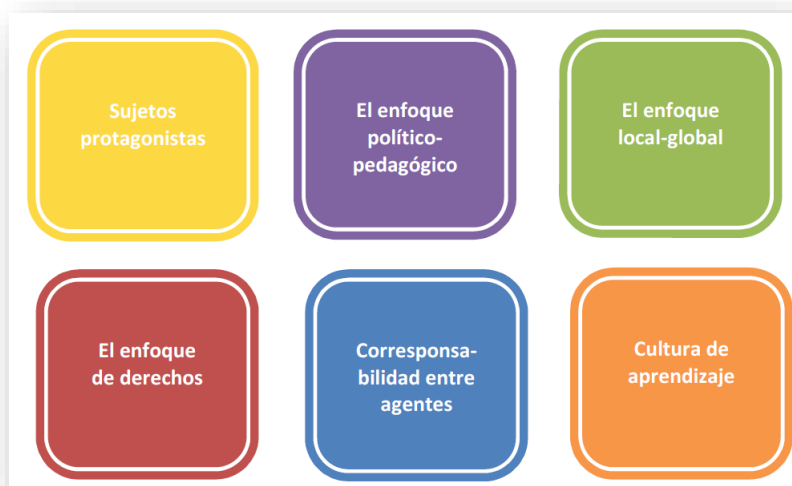 Sujetos
protagonistas
El enfoque
político-
pedagógico
El enfoque
local-global
El enfoque
de derechos
Corresponsa-
bilidad entre
agentes
Cultura de
aprendizaje